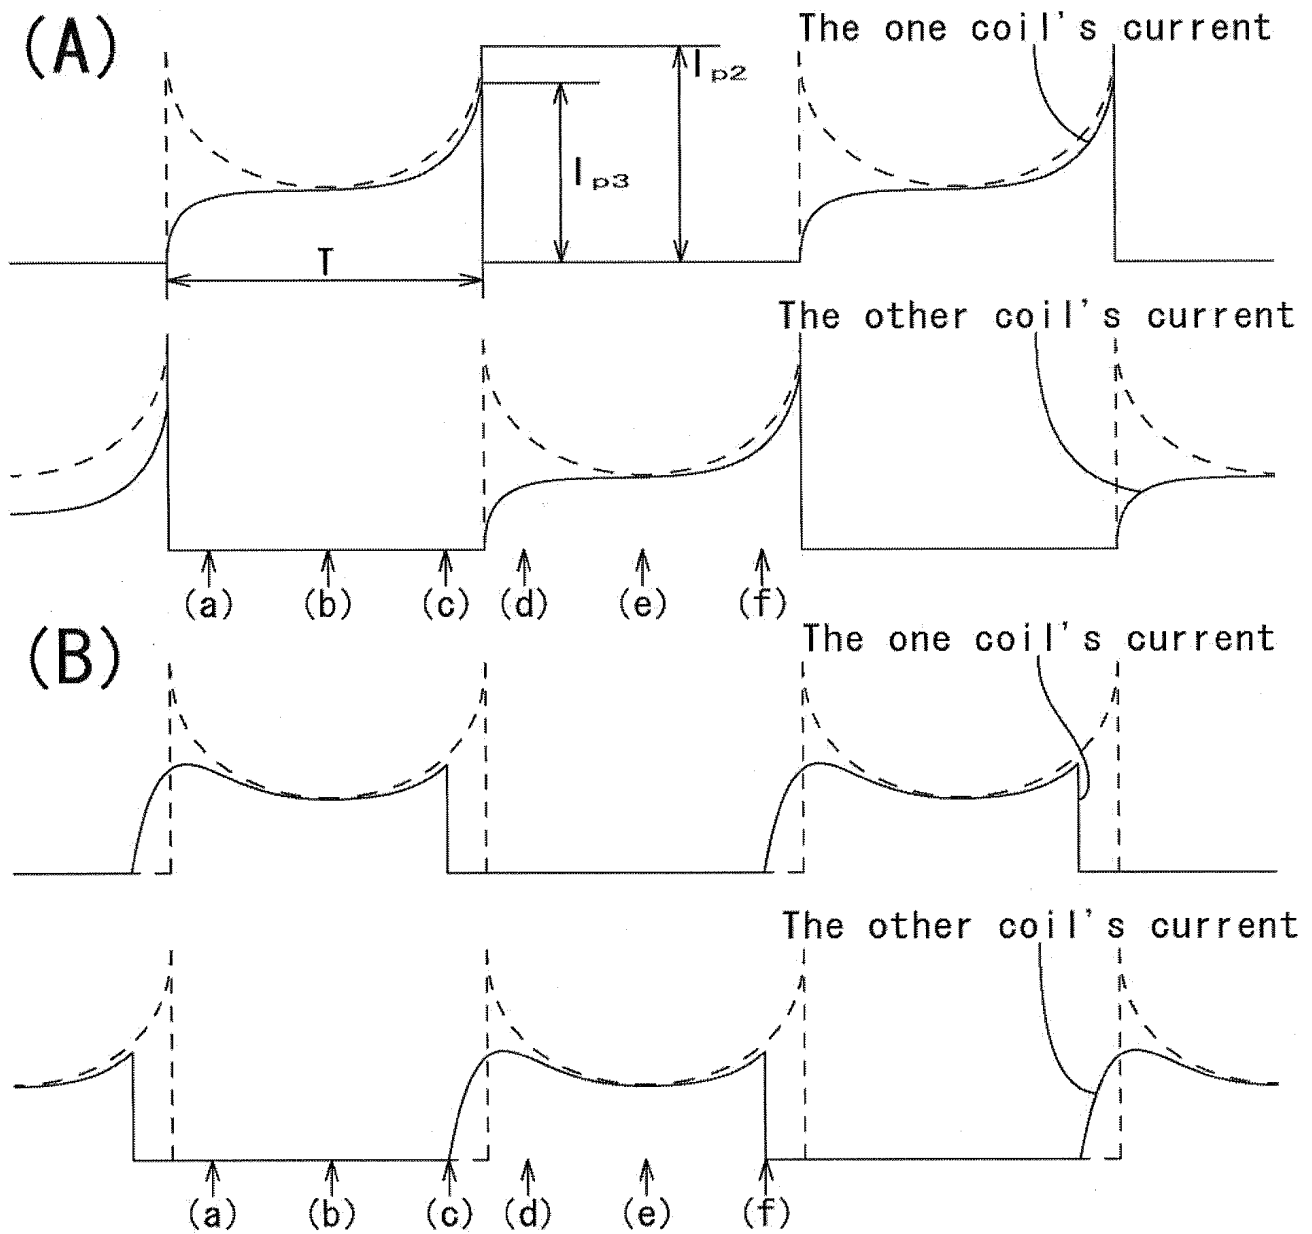 (A)
The one coil's current
Ip2
Ip3
T
The other coil's current
(a) (b) (c) (d) (e) (f)
(B)
The one coil's current
The other coil's current
(a) (b) (c) (d) (e) (f)